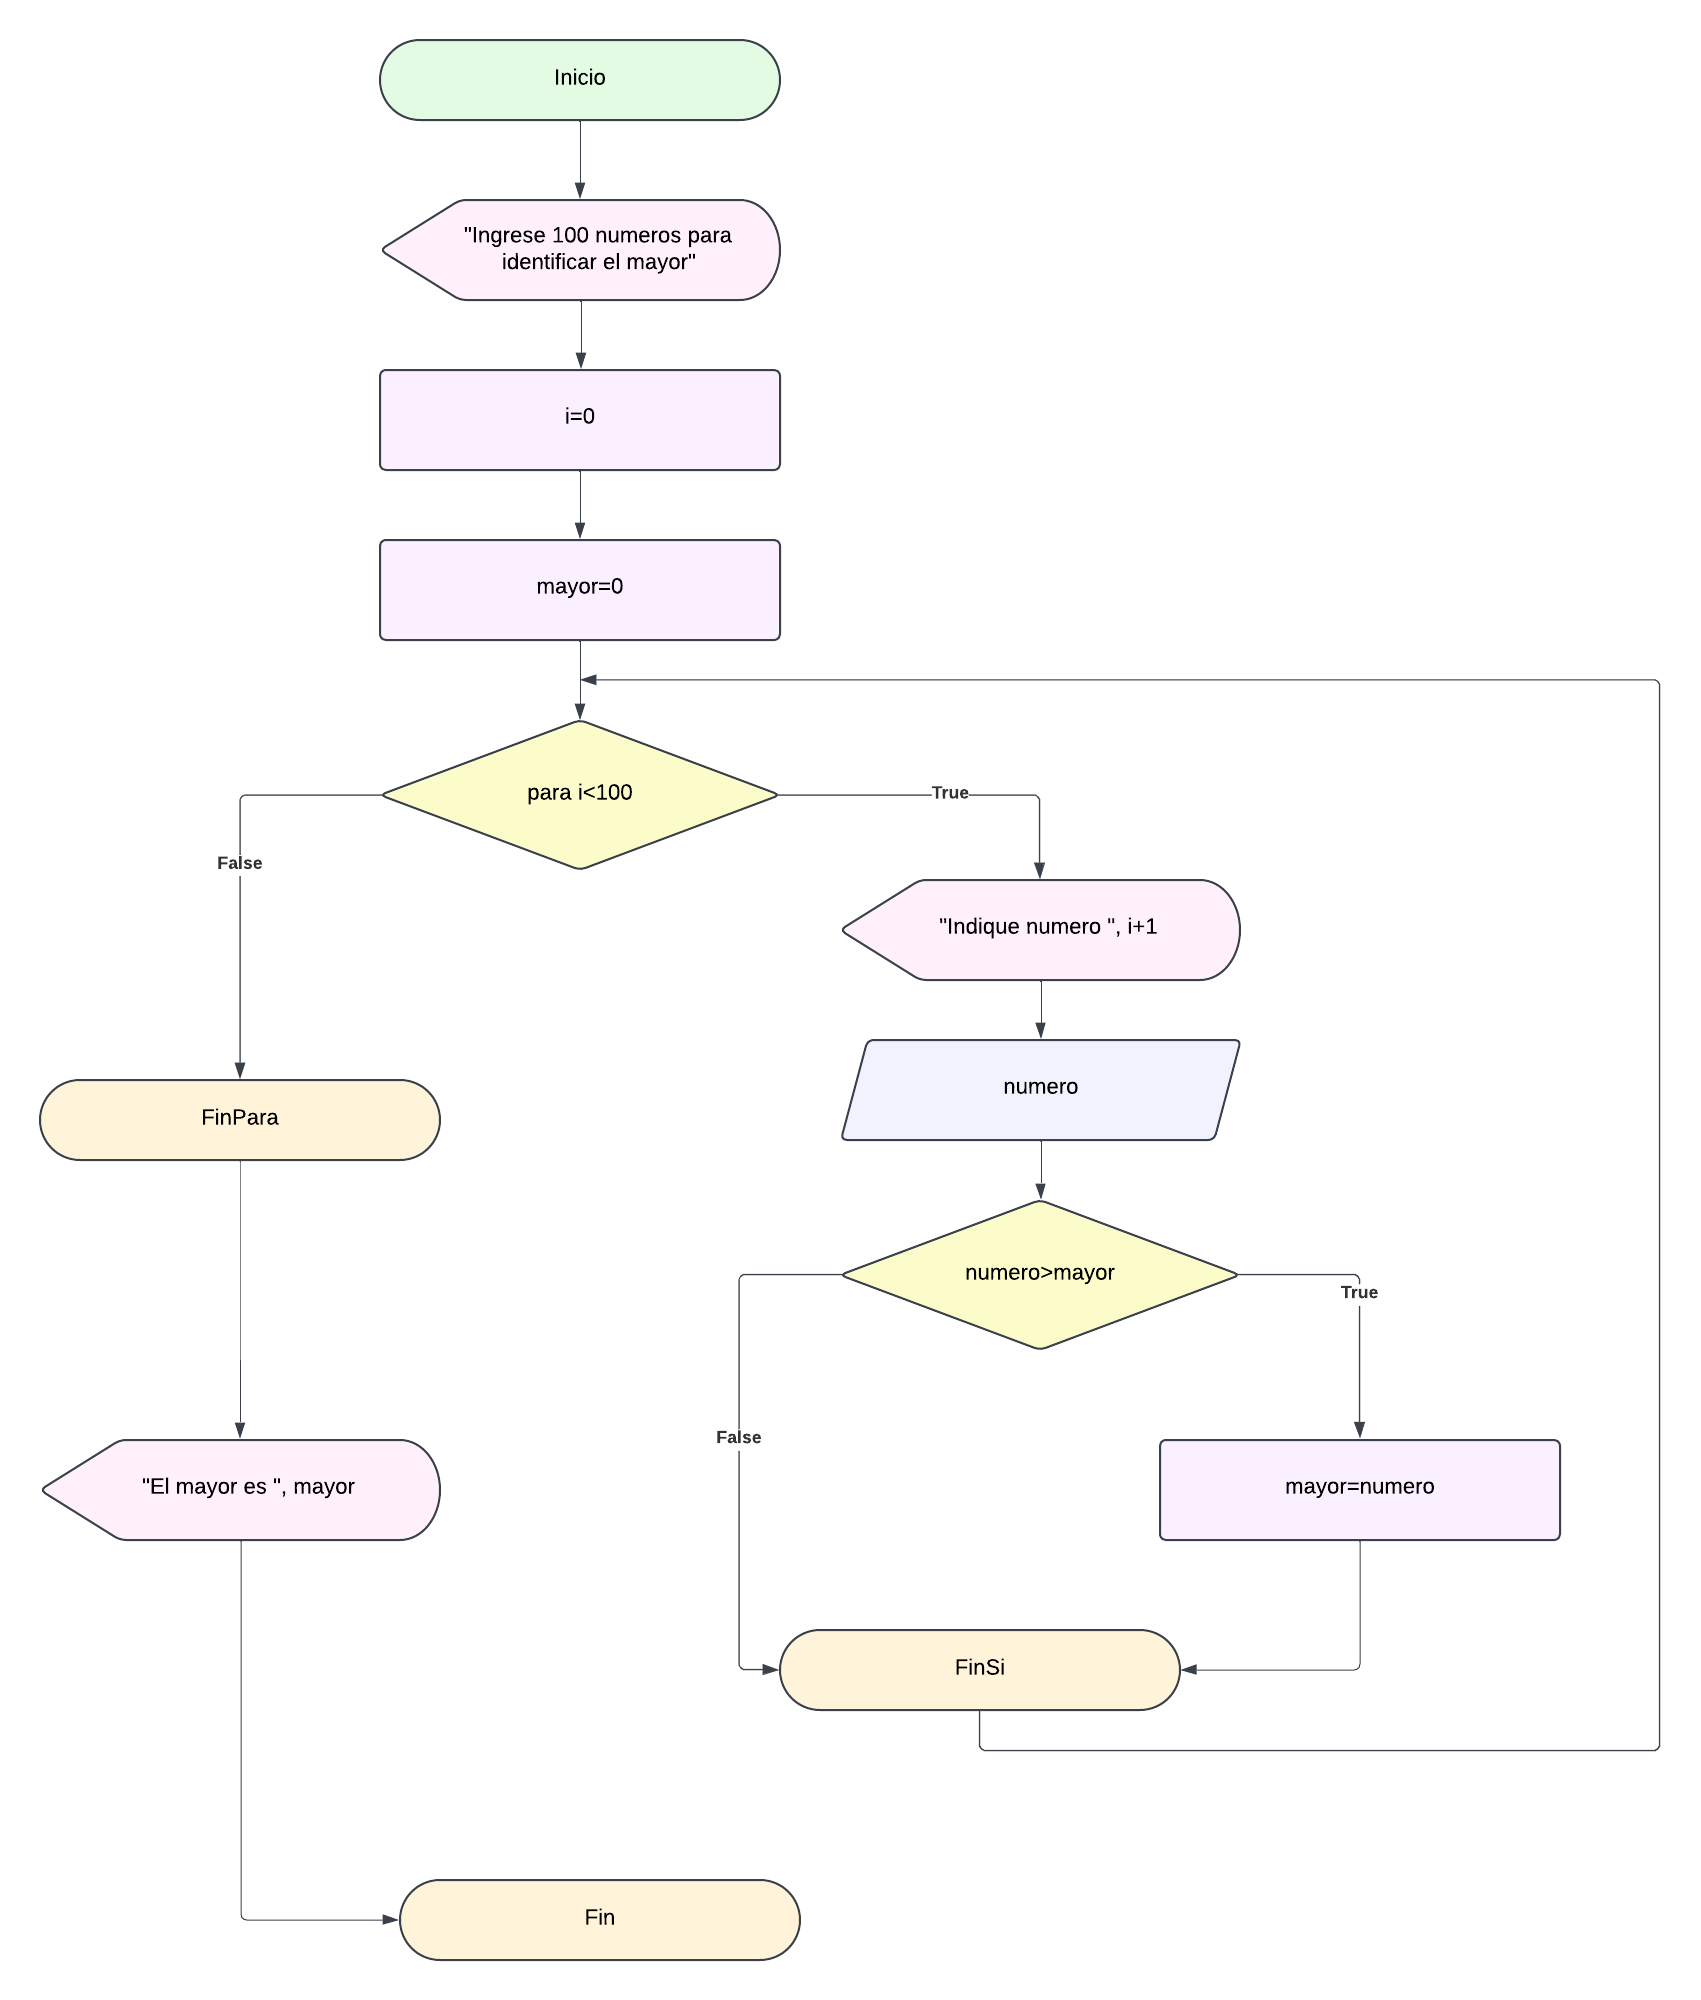 Inicio
"Ingrese 100 numeros para
identificar el mayor"
i=0
mayor=0
para i<100
True
False
"Indique numero ", i+1
numero
FinPara
numero>mayor
True
False
"El mayor es ", mayor
mayor=numero
FinSi
Fin